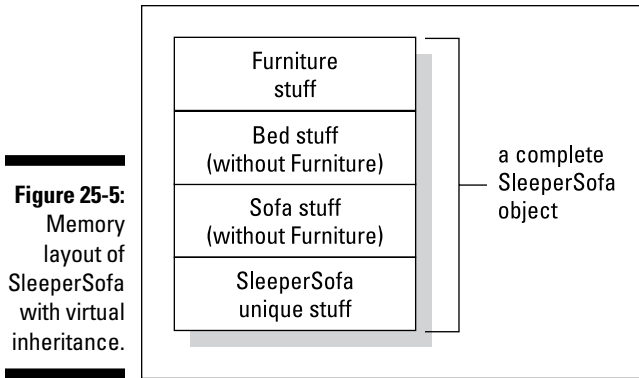 Figure 25-5:
Memory
layout of
SleeperSofa
with virtual
inheritance.
Furniture
stuff
Bed stuff
(without Furniture)
Sofa stuff
(without Furniture)
SleeperSofa
unique stuff
a complete
SleeperSofa
object